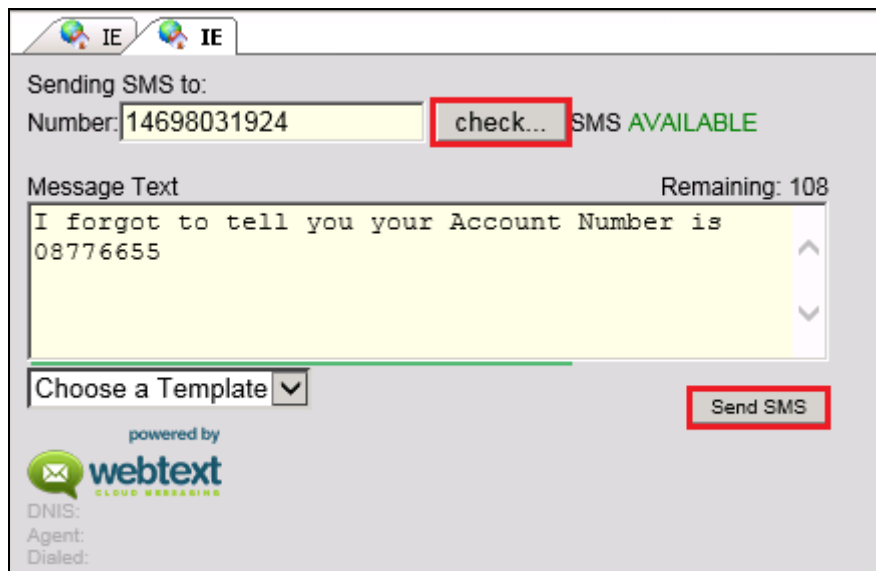 IE IE
Sending SMS to:
Number: 14698031924 check... SMS AVAILABLE
Message Text Remaining: 108
I forgot to tell you your Account Number is
08776655
Choose a Template
Send SMS
powered by
webtext
CLOUD MESSAGING
DNIS:
Agent:
Dialed: